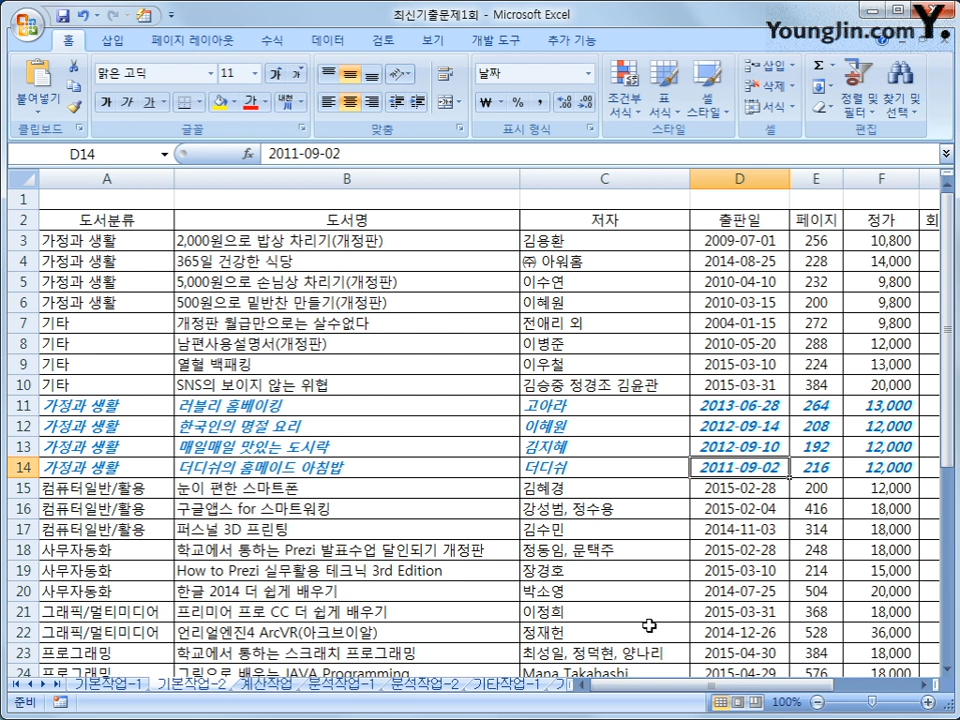 최신기출문제1회 - Microsoft Excel
YoungJin.com Y.
홈 삽입 페이지 레이아웃 수식 데이터 검토 보기 개발 도구 추가 기능
맑은 고딕 11 날짜
삽입 Σ
붙여넣기 가 가 가 가 가 내천 ₩ % , 조건부 서식 표 서식 셀 스타일 삭제 서식 정렬 및 필터 찾기 및 선택
클립보드 글꼴 맞춤 표시 형식 스타일 셀 편집
D14 fx 2011-09-02
A B C D E F
1
2 도서분류 도서명 저자 출판일 페이지 정가 회
3 가정과 생활 2,000원으로 밥상 차리기(개정판) 김용환 2009-07-01 256 10,800
4 가정과 생활 365일 건강한 식당 ㈜ 아워홈 2014-08-25 228 14,000
5 가정과 생활 5,000원으로 손님상 차리기(개정판) 이수연 2010-04-10 232 9,800
6 가정과 생활 500원으로 밑반찬 만들기(개정판) 이혜원 2010-03-15 200 9,800
7 기타 개정판 월급만으로는 살수없다 전애리 외 2004-01-15 272 9,800
8 기타 남편사용설명서(개정판) 이병준 2010-05-20 288 12,000
9 기타 열혈 백패킹 이우철 2015-03-10 224 13,000
10 기타 SNS의 보이지 않는 위협 김승중 정경조 김윤관 2015-03-31 384 20,000
11 가정과 생활 러블리 홈베이킹 고아라 2013-06-28 264 13,000
12 가정과 생활 한국인의 명절 요리 이혜원 2012-09-14 208 12,000
13 가정과 생활 매일매일 맛있는 도시락 김지혜 2012-09-10 192 12,000
14 가정과 생활 더디쉬의 홈메이드 아침밥 더디쉬 2011-09-02 216 12,000
15 컴퓨터일반/활용 눈이 편한 스마트폰 김혜경 2015-02-28 200 12,000
16 컴퓨터일반/활용 구글앱스 for 스마트워킹 강성범, 정수용 2015-02-04 416 18,000
17 컴퓨터일반/활용 퍼스널 3D 프린팅 김수민 2014-11-03 314 18,000
18 사무자동화 학교에서 통하는 Prezi 발표수업 달인되기 개정판 정동임, 문택주 2015-02-28 248 18,000
19 사무자동화 How to Prezi 실무활용 테크닉 3rd Edition 장경호 2015-03-10 214 15,000
20 사무자동화 한글 2014 더 쉽게 배우기 박소영 2014-07-25 504 20,000
21 그래픽/멀티미디어 프리미어 프로 CC 더 쉽게 배우기 이정희 2015-03-31 368 18,000
22 그래픽/멀티미디어 언리얼엔진4 ArcVR(아크브이알) 정재헌 2014-12-26 528 36,000
23 프로그래밍 학교에서 통하는 스크래치 프로그래밍 최성일, 정덕현, 양나리 2015-04-30 384 18,000
24 프로그래밍 그림으로 배우는 JAVA Programming Mana Takahashi 2015-04-29 576 18,000
기본작업-1 기본작업-2 계산작업 분석작업-1 분석작업-2 기타작업-1
준비 100%